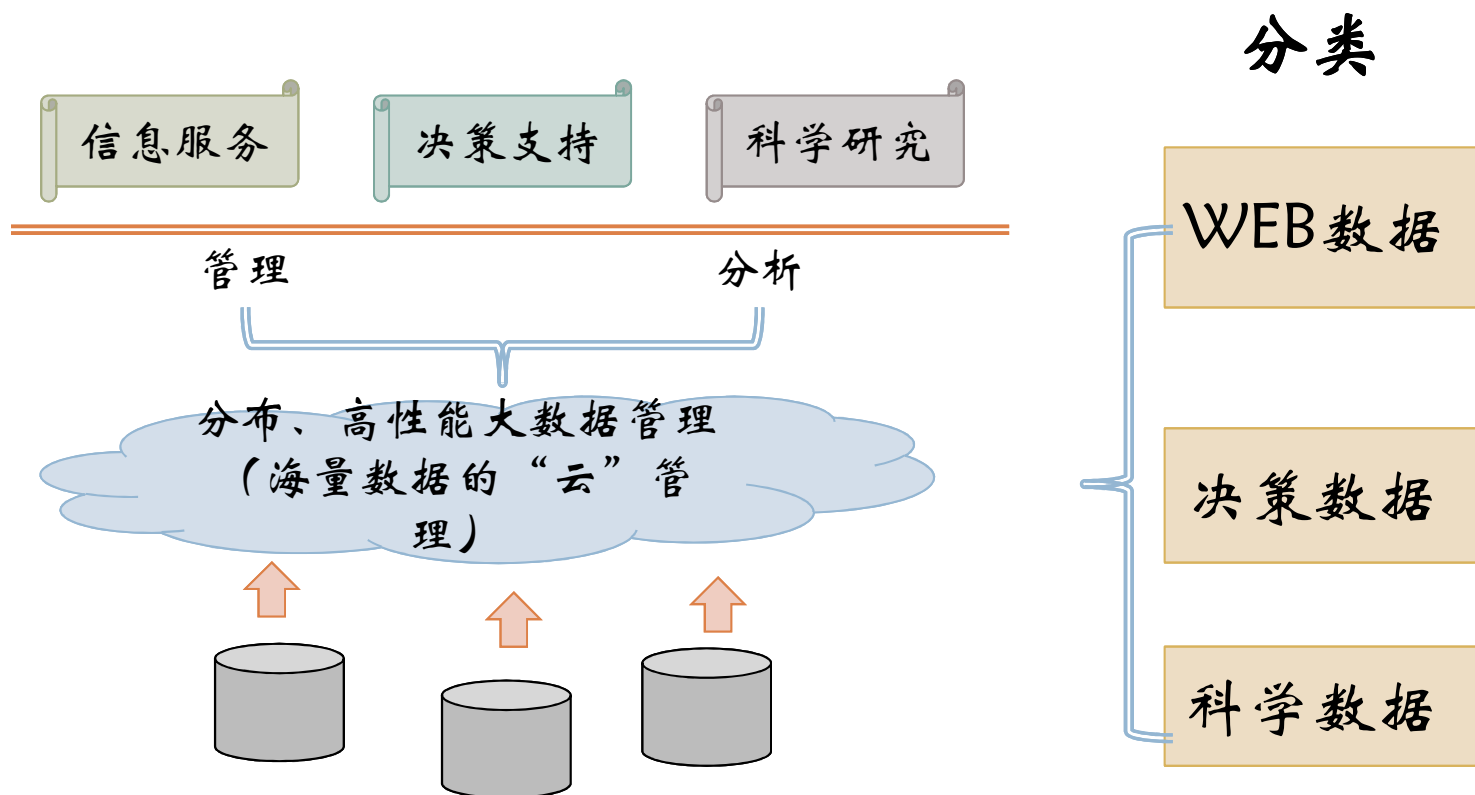 分类
信息服务
决策支持
科学研究
管理
分析
分布、高性能大数据管理
(海量数据的“云”管
理)
WEB数据
决策数据
科学数据